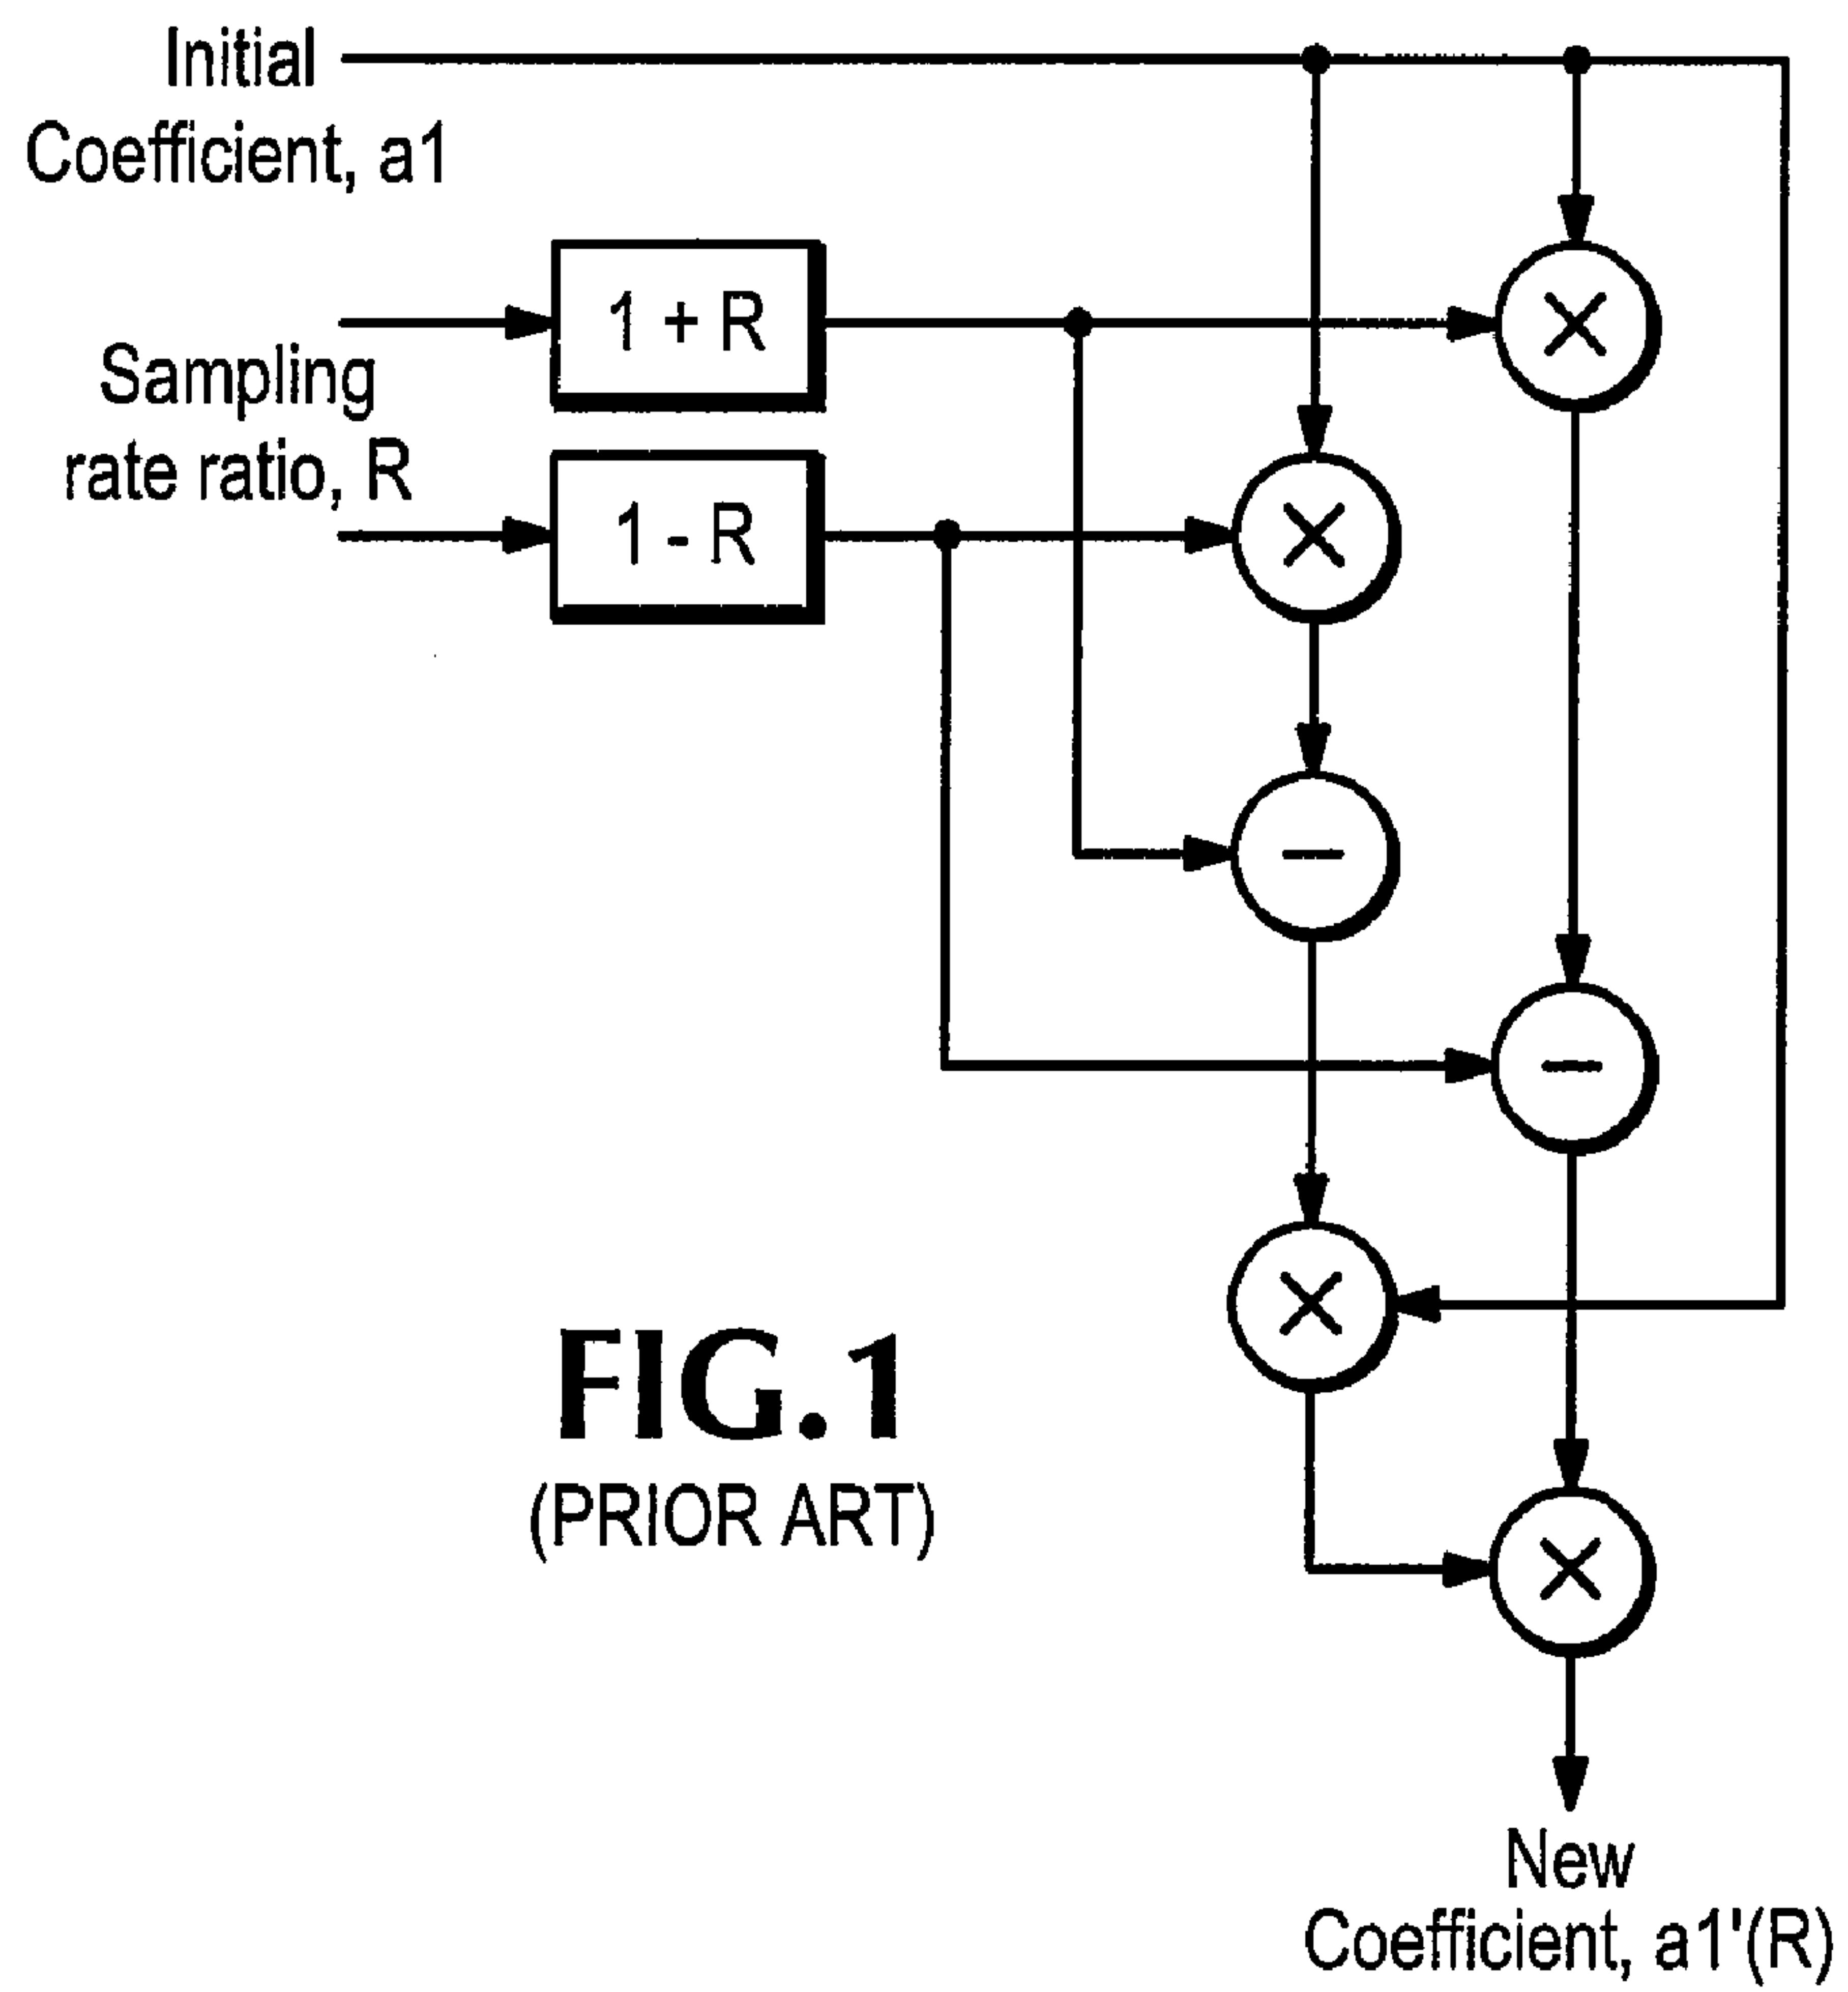 Initial
Coefficient, a1
1 + R
Sampling
rate ratio, R
1 - R
×
×
−
−
×
FIG.1
(PRIOR ART)
×
New
Coefficient, a1'(R)